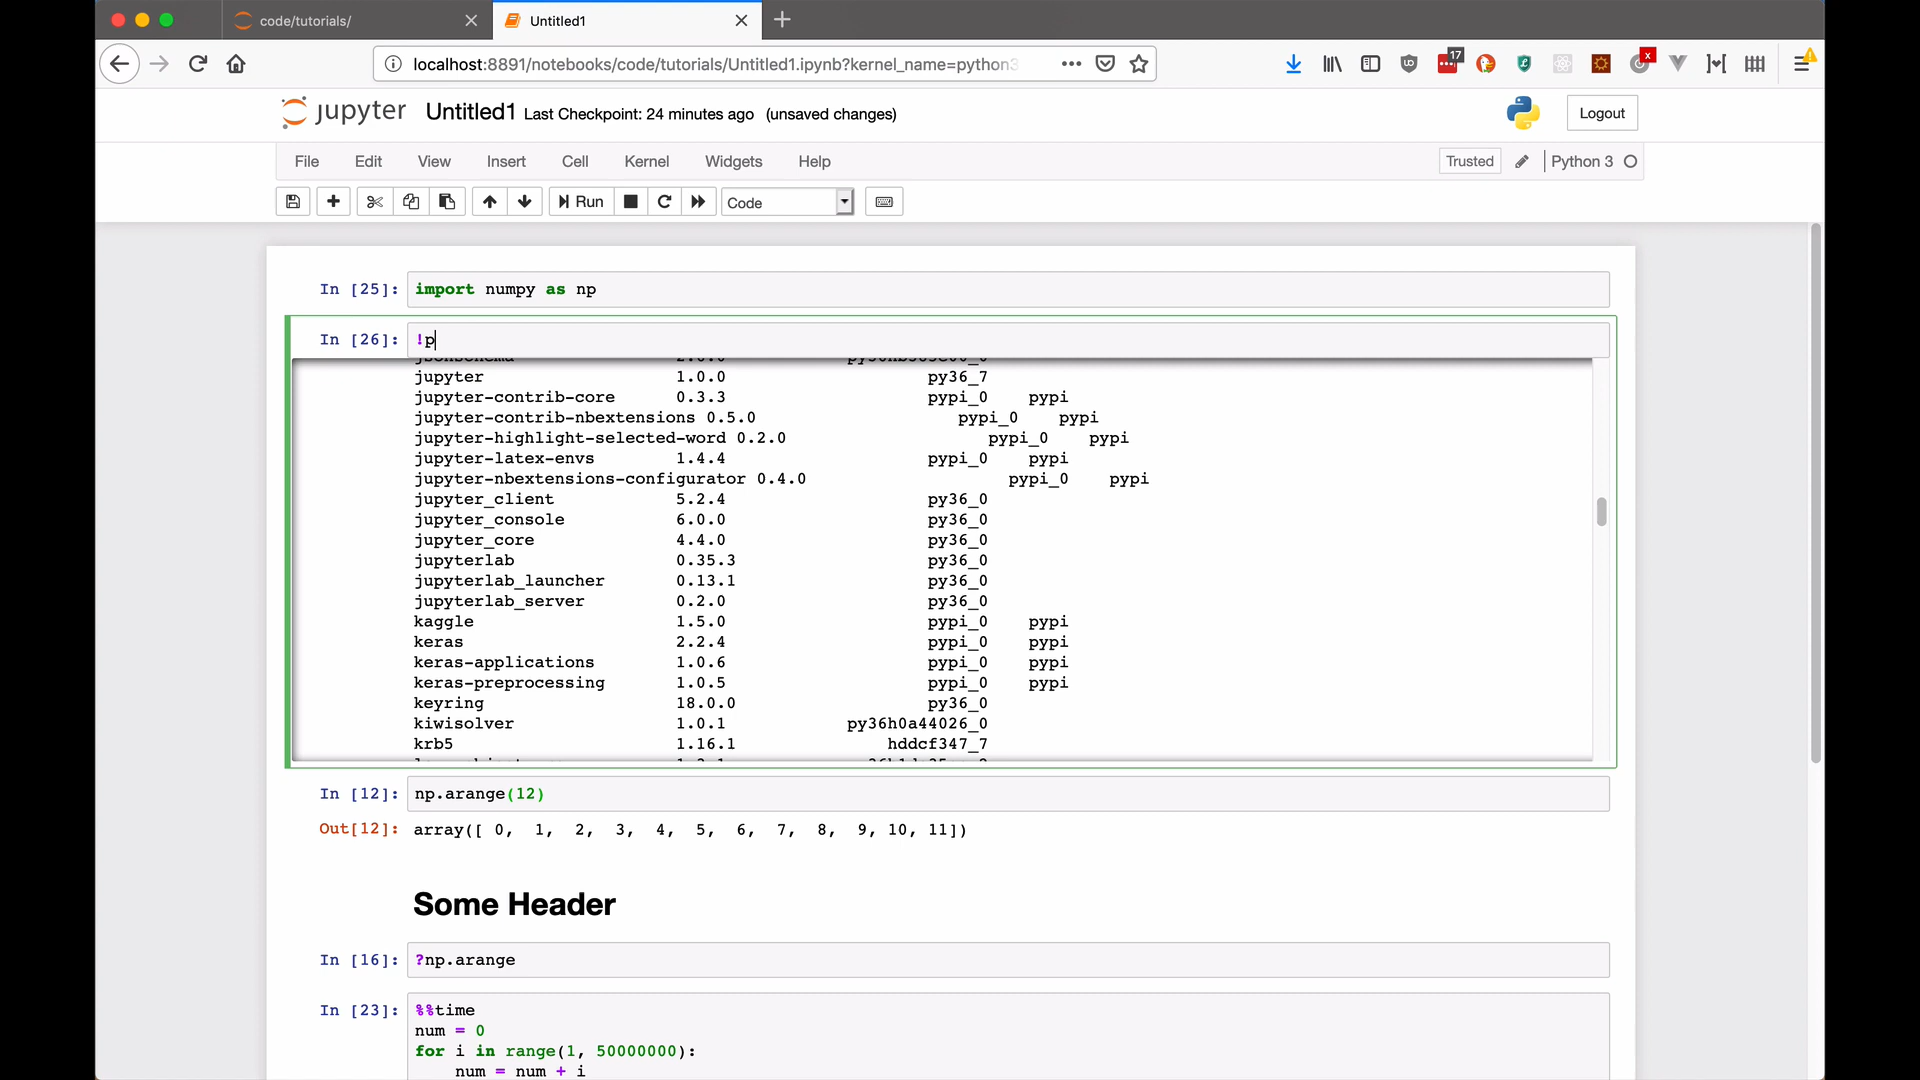 code/tutorials/
Untitled1
localhost:8891/notebooks/code/tutorials/Untitled1.ipynb?kernel_name=python3
17
x
jupyter Untitled1 Last Checkpoint: 24 minutes ago (unsaved changes)
Logout
File Edit View Insert Cell Kernel Widgets Help
Trusted Python 3
Run
Code
In [25]: import numpy as np
In [26]: !p
jupyter 1.0.0 py36_7
jupyter-contrib-core 0.3.3 pypi_0 pypi
jupyter-contrib-nbextensions 0.5.0 pypi_0 pypi
jupyter-highlight-selected-word 0.2.0 pypi_0 pypi
jupyter-latex-envs 1.4.4 pypi_0 pypi
jupyter-nbextensions-configurator 0.4.0 pypi_0 pypi
jupyter_client 5.2.4 py36_0
jupyter_console 6.0.0 py36_0
jupyter_core 4.4.0 py36_0
jupyterlab 0.35.3 py36_0
jupyterlab_launcher 0.13.1 py36_0
jupyterlab_server 0.2.0 py36_0
kaggle 1.5.0 pypi_0 pypi
keras 2.2.4 pypi_0 pypi
keras-applications 1.0.6 pypi_0 pypi
keras-preprocessing 1.0.5 pypi_0 pypi
keyring 18.0.0 py36_0
kiwisolver 1.0.1 py36h0a44026_0
krb5 1.16.1 hddcf347_7
In [12]: np.arange(12)
Out[12]: array([ 0, 1, 2, 3, 4, 5, 6, 7, 8, 9, 10, 11])
Some Header
In [16]: ?np.arange
In [23]: %%time
num = 0
for i in range(1, 50000000):
num = num + i